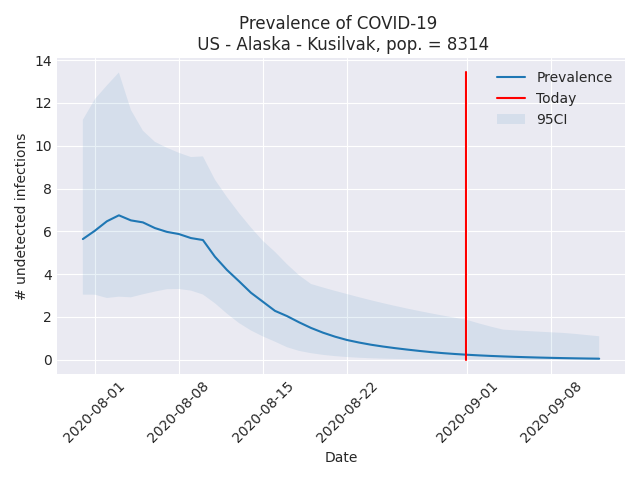 Prevalence of COVID-19
US - Alaska - Kusilvak, pop. = 8314
Prevalence
Today
95CI
# undetected infections
14
12
10
8
6
4
2
0
2020-08-01
2020-08-08
2020-08-15
2020-08-22
2020-09-01
2020-09-08
Date